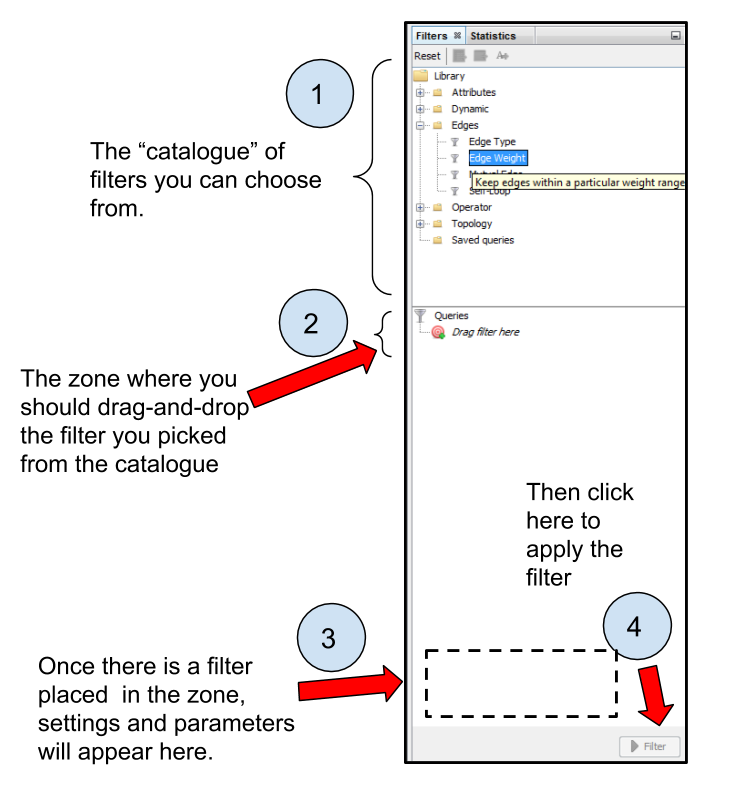 Filters
Statistics
Reset
Library
Attributes
Dynamic
Edges
Edge Type
Edge Weight
Mutual Edge
Keep edges within a particular weight range
Self-Loop
Operator
Topology
Saved queries
1
The “catalogue” of
filters you can choose
from.
2
Queries
Drag filter here
The zone where you
should drag-and-drop
the filter you picked
from the catalogue
Then click
here to
apply the
filter
3
4
Once there is a filter
placed in the zone,
settings and parameters
will appear here.
Filter